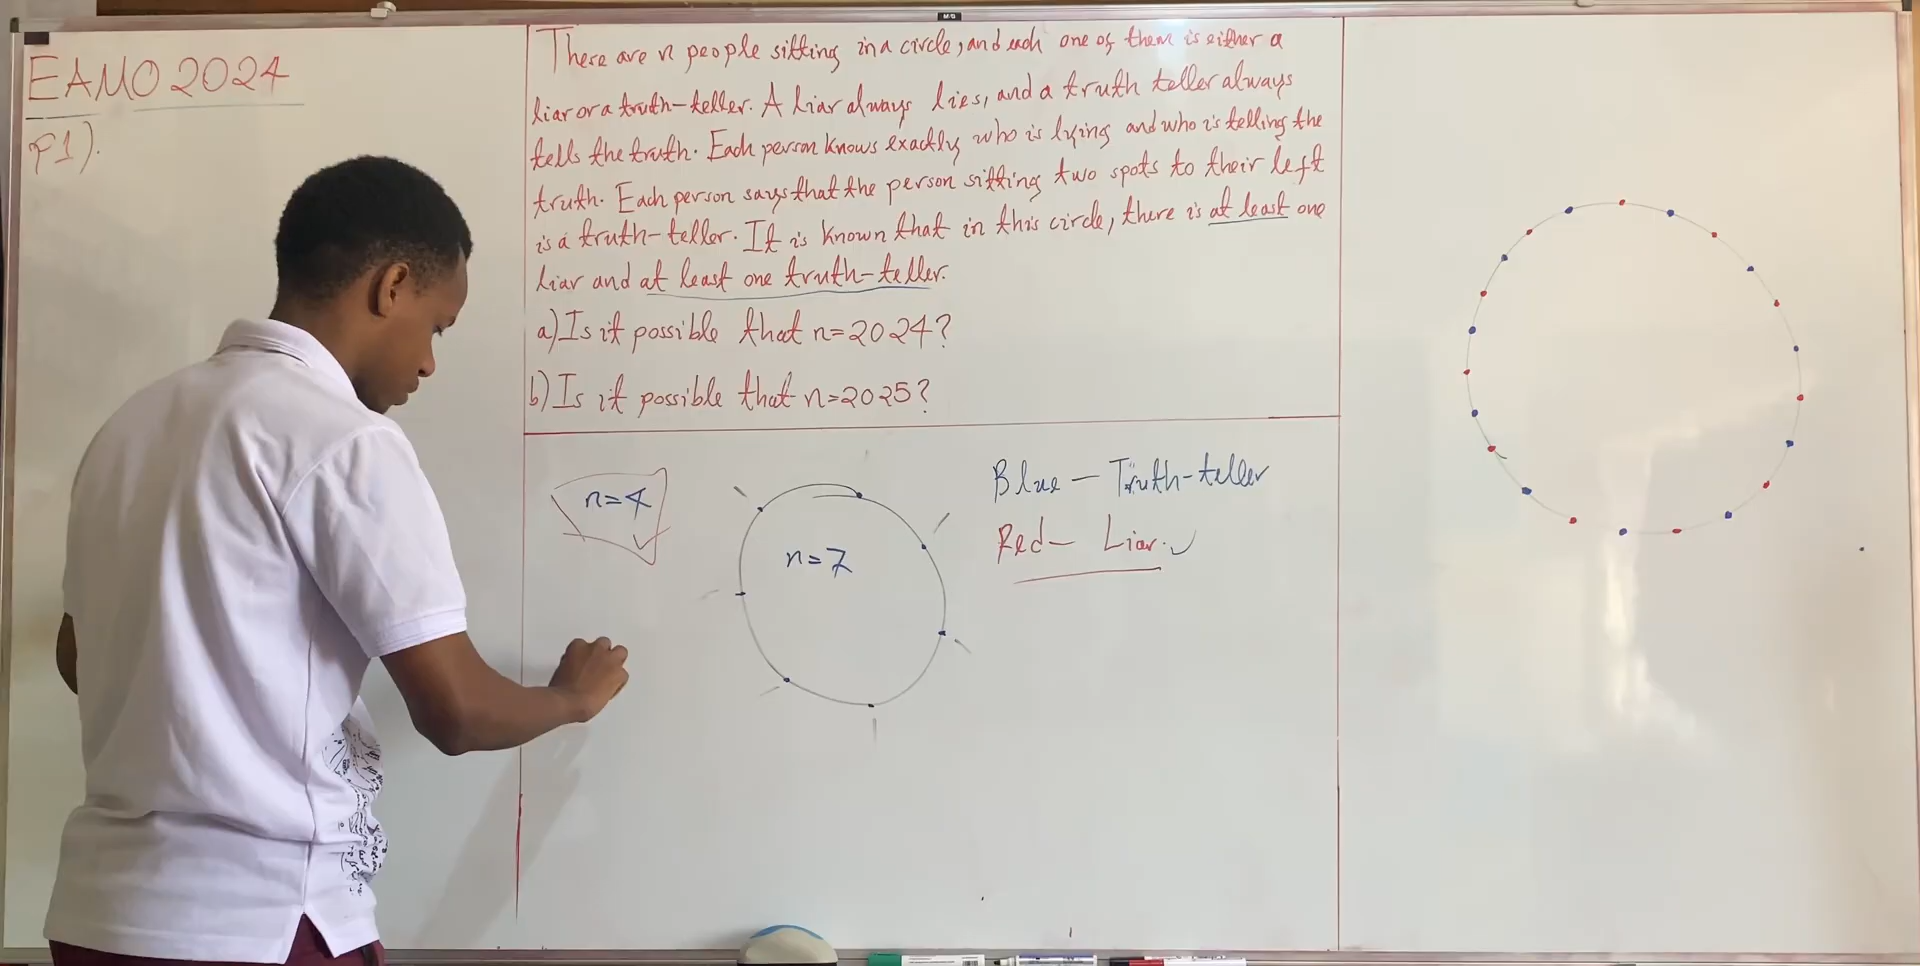 EAMO 2024
P1).
There are n people sitting in a circle, and each one of them is either a
liar or a truth-teller. A liar always lies, and a truth teller always
tells the truth. Each person knows exactly who is lying and who is telling the
truth. Each person says that the person sitting two spots to their left
is a truth-teller. It is known that in this circle, there is at least one
liar and at least one truth-teller.
a) Is it possible that n=2024?
b) Is it possible that n=2025?
n=4
n=7
Blue - Truth-teller
Red - Liar.